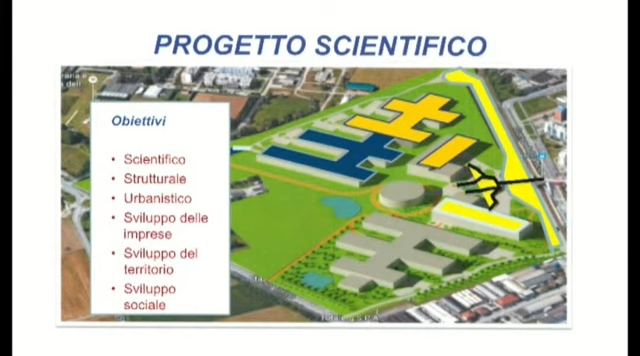 PROGETTO SCIENTIFICO
Obiettivi
• Scientifico
• Strutturale
• Urbanistico
• Sviluppo delle
imprese
• Sviluppo del
territorio
• Sviluppo
sociale